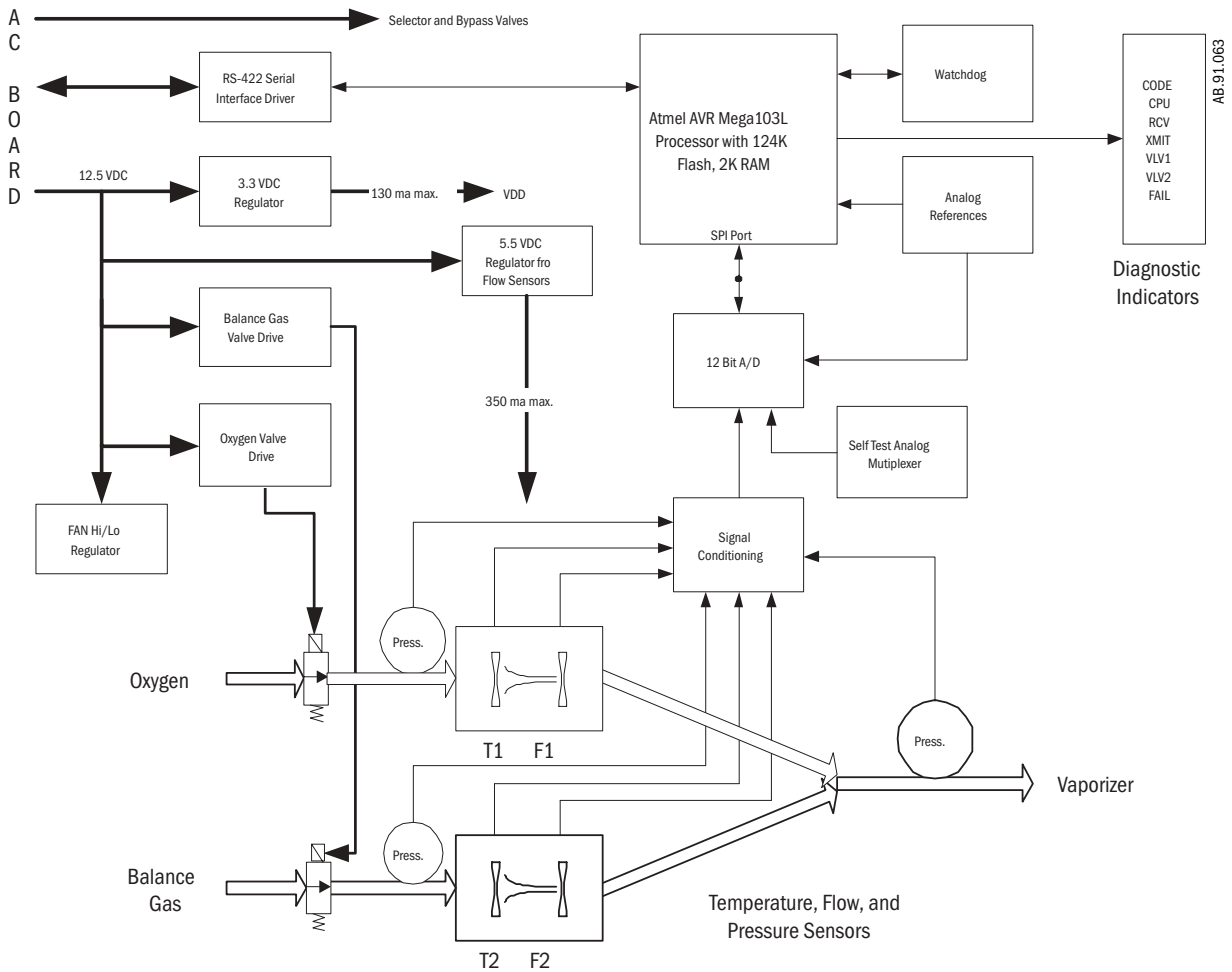 AC BOARD
Selector and Bypass Valves
RS-422 Serial
Interface Driver
12.5 VDC
3.3 VDC
Regulator
130 ma max.
VDD
5.5 VDC
Regulator fro
Flow Sensors
Balance Gas
Valve Drive
350 ma max.
Oxygen Valve
Drive
FAN Hi/Lo
Regulator
Atmel AVR Mega103L
Processor with 124K
Flash, 2K RAM
SPI Port
Watchdog
Analog
References
CODE
CPU
RCV
XMIT
VLV1
VLV2
FAIL
Diagnostic
Indicators
AB.91.063
12 Bit A/D
Self Test Analog
Mutiplexer
Signal
Conditioning
Press.
Oxygen
T1 F1
Press.
Vaporizer
Press.
Balance
Gas
T2 F2
Temperature, Flow, and
Pressure Sensors